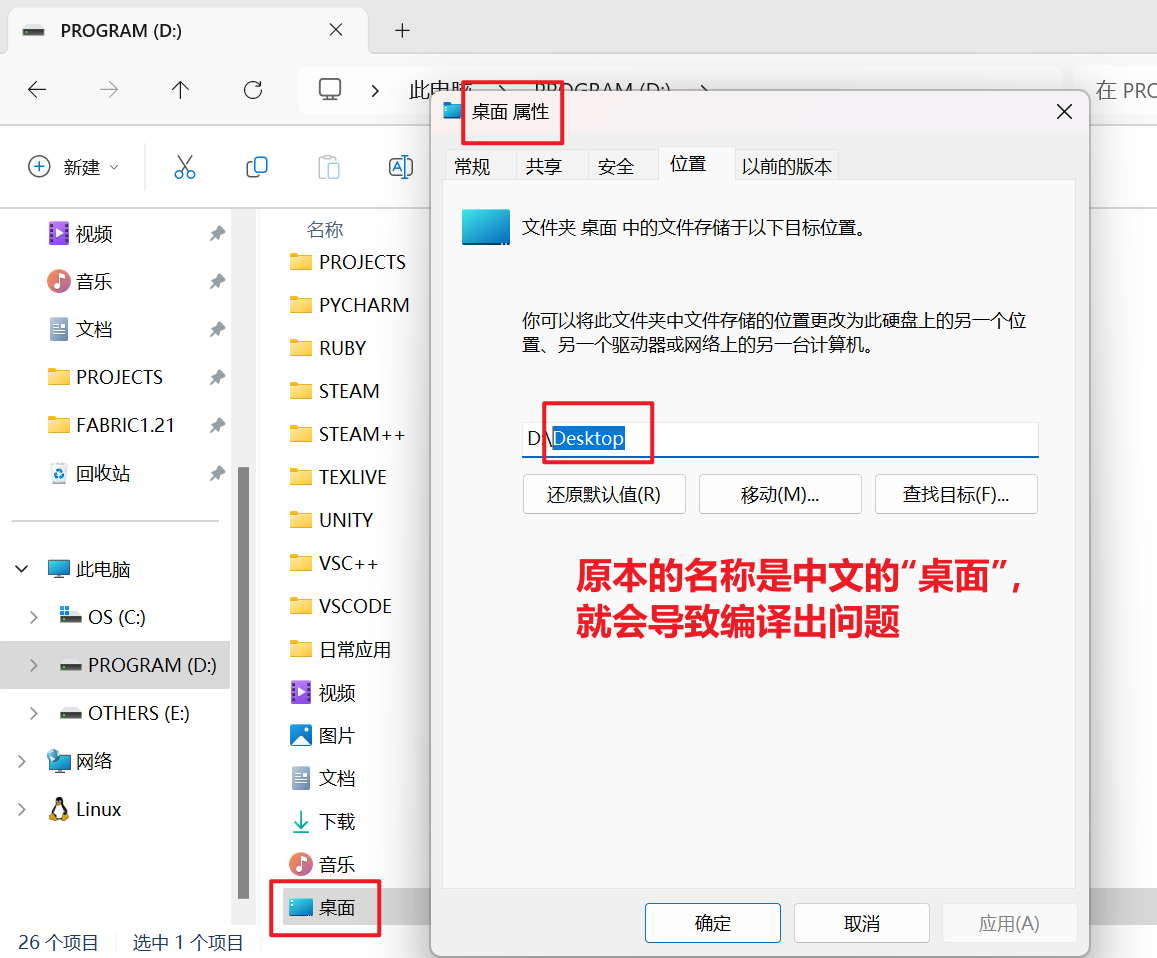 PROGRAM (D:)
此电脑
PROGRAM (D:)
在 PRO
新建
视频
音乐
文档
PROJECTS
FABRIC1.21
回收站
此电脑
OS (C:)
PROGRAM (D:)
OTHERS (E:)
网络
Linux
名称
PROJECTS
PYCHARM
RUBY
STEAM
STEAM++
TEXLIVE
UNITY
VSC++
VSCODE
日常应用
视频
图片
文档
下载
音乐
桌面
桌面 属性
常规 共享 安全 位置 以前的版本
文件夹 桌面 中的文件存储于以下目标位置。
你可以将此文件夹中文件存储的位置更改为此硬盘上的另一个位
置、另一个驱动器或网络上的另一台计算机。
D:\Desktop
还原默认值(R) 移动(M)... 查找目标(F)...
原本的名称是中文的“桌面”,
就会导致编译出问题
确定 取消 应用(A)
26 个项目 选中 1 个项目